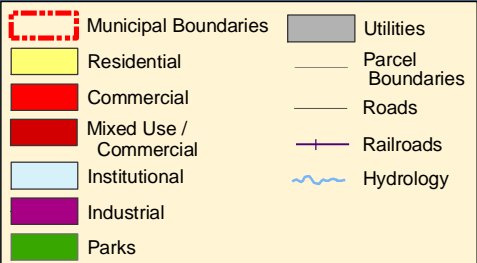 Municipal Boundaries
Residential
Commercial
Mixed Use /
Commercial
Institutional
Industrial
Parks
Utilities
Parcel
Boundaries
Roads
Railroads
Hydrology